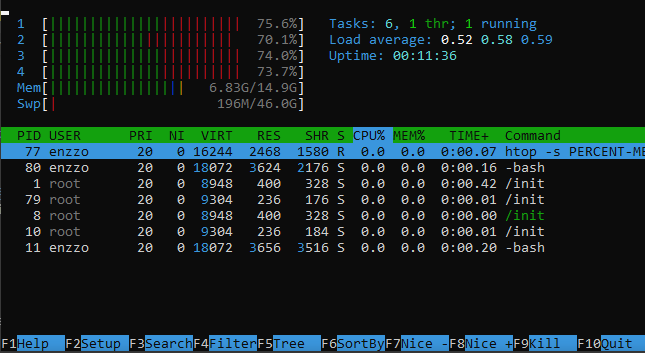 1 [|||||||||||||||||||||||| 75.6%] Tasks: 6, 1 thr; 1 running
2 [||||||||||||||||||||||| 70.1%] Load average: 0.52 0.58 0.59
3 [|||||||||||||||||||||||| 74.0%] Uptime: 00:11:36
4 [|||||||||||||||||||||||| 73.7%]
Mem[||||||||||||||||| 6.83G/14.9G]
Swp[| 196M/46.0G]
PID USER PRI NI VIRT RES SHR S CPU% MEM% TIME+ Command
77 enzzo 20 0 16244 2468 1580 R 0.0 0.0 0:00.07 htop -s PERCENT-ME
80 enzzo 20 0 18072 3624 2176 S 0.0 0.0 0:00.16 -bash
1 root 20 0 8948 400 328 S 0.0 0.0 0:00.42 /init
79 root 20 0 9304 236 176 S 0.0 0.0 0:00.01 /init
8 root 20 0 8948 400 328 S 0.0 0.0 0:00.00 /init
10 root 20 0 9304 236 184 S 0.0 0.0 0:00.01 /init
11 enzzo 20 0 18072 3656 3516 S 0.0 0.0 0:00.20 -bash
F1Help F2Setup F3SearchF4FilterF5Tree F6SortByF7Nice -F8Nice +F9Kill F10Quit